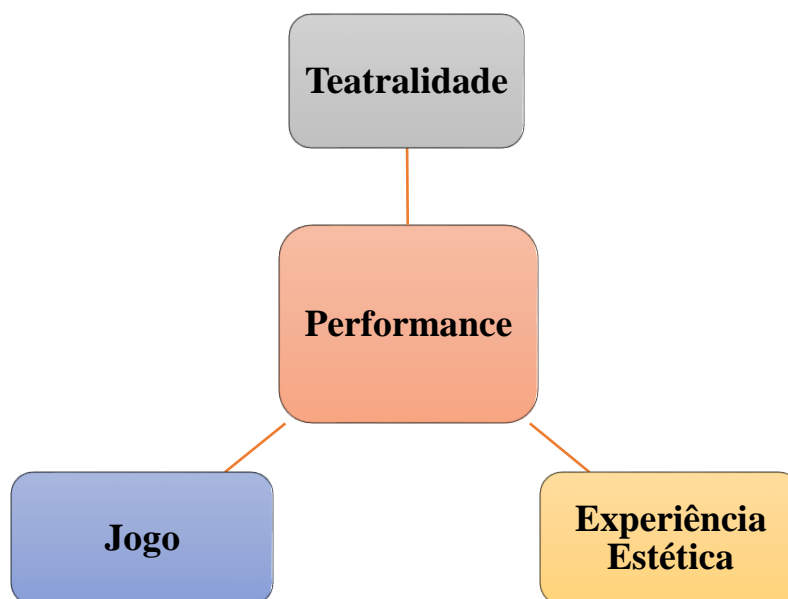 Teatralidade
Performance
Jogo
Experiência
Estética